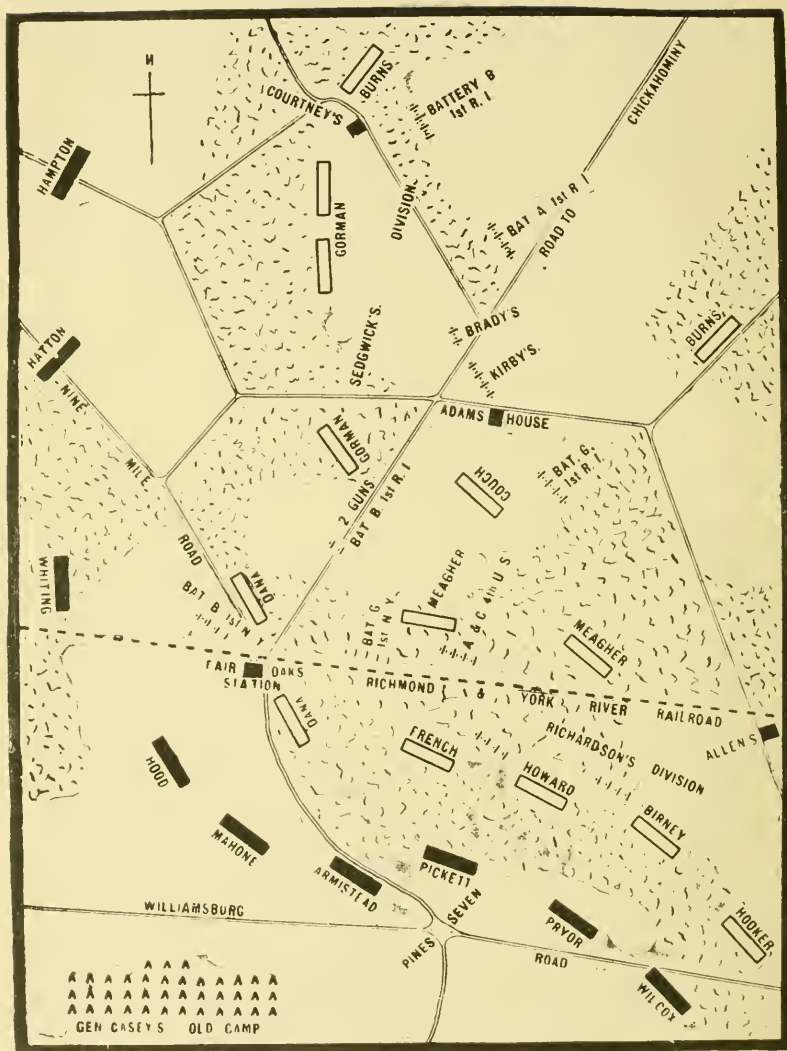 N
BURNS
COURTNEY'S
BATTERY B
1st R. I.
CHICKAHOMINY
HAMPTON
GORMAN
DIVISION
BAT A 1st R I
ROAD TO
SEDGWICK'S.
BRADY'S
KIRBY'S.
BURNS
HATTON
NINE
MILE
ROAD
GORMAN
ADAMS HOUSE
2 GUNS
BAT B 1st R. I
COUCH
BAT G.
1st R. I.
WHITING
DANA
BAT B 1st N Y
BAT G
1st N Y
MEAGHER
A & C 4th U S
MEAGHER
FAIR OAKS
STATION
RICHMOND & YORK RIVER RAILROAD
DANA
ALLENS
FRENCH
RICHARDSON'S DIVISION
HOWARD
BIRNEY
HOOD
MAHONE
ARMISTEAD
PICKETT
SEVEN
PINES
PRYOR
HOOKER
WILLIAMSBURG
ROAD
WILCOX
GEN CASEYS OLD CAMP